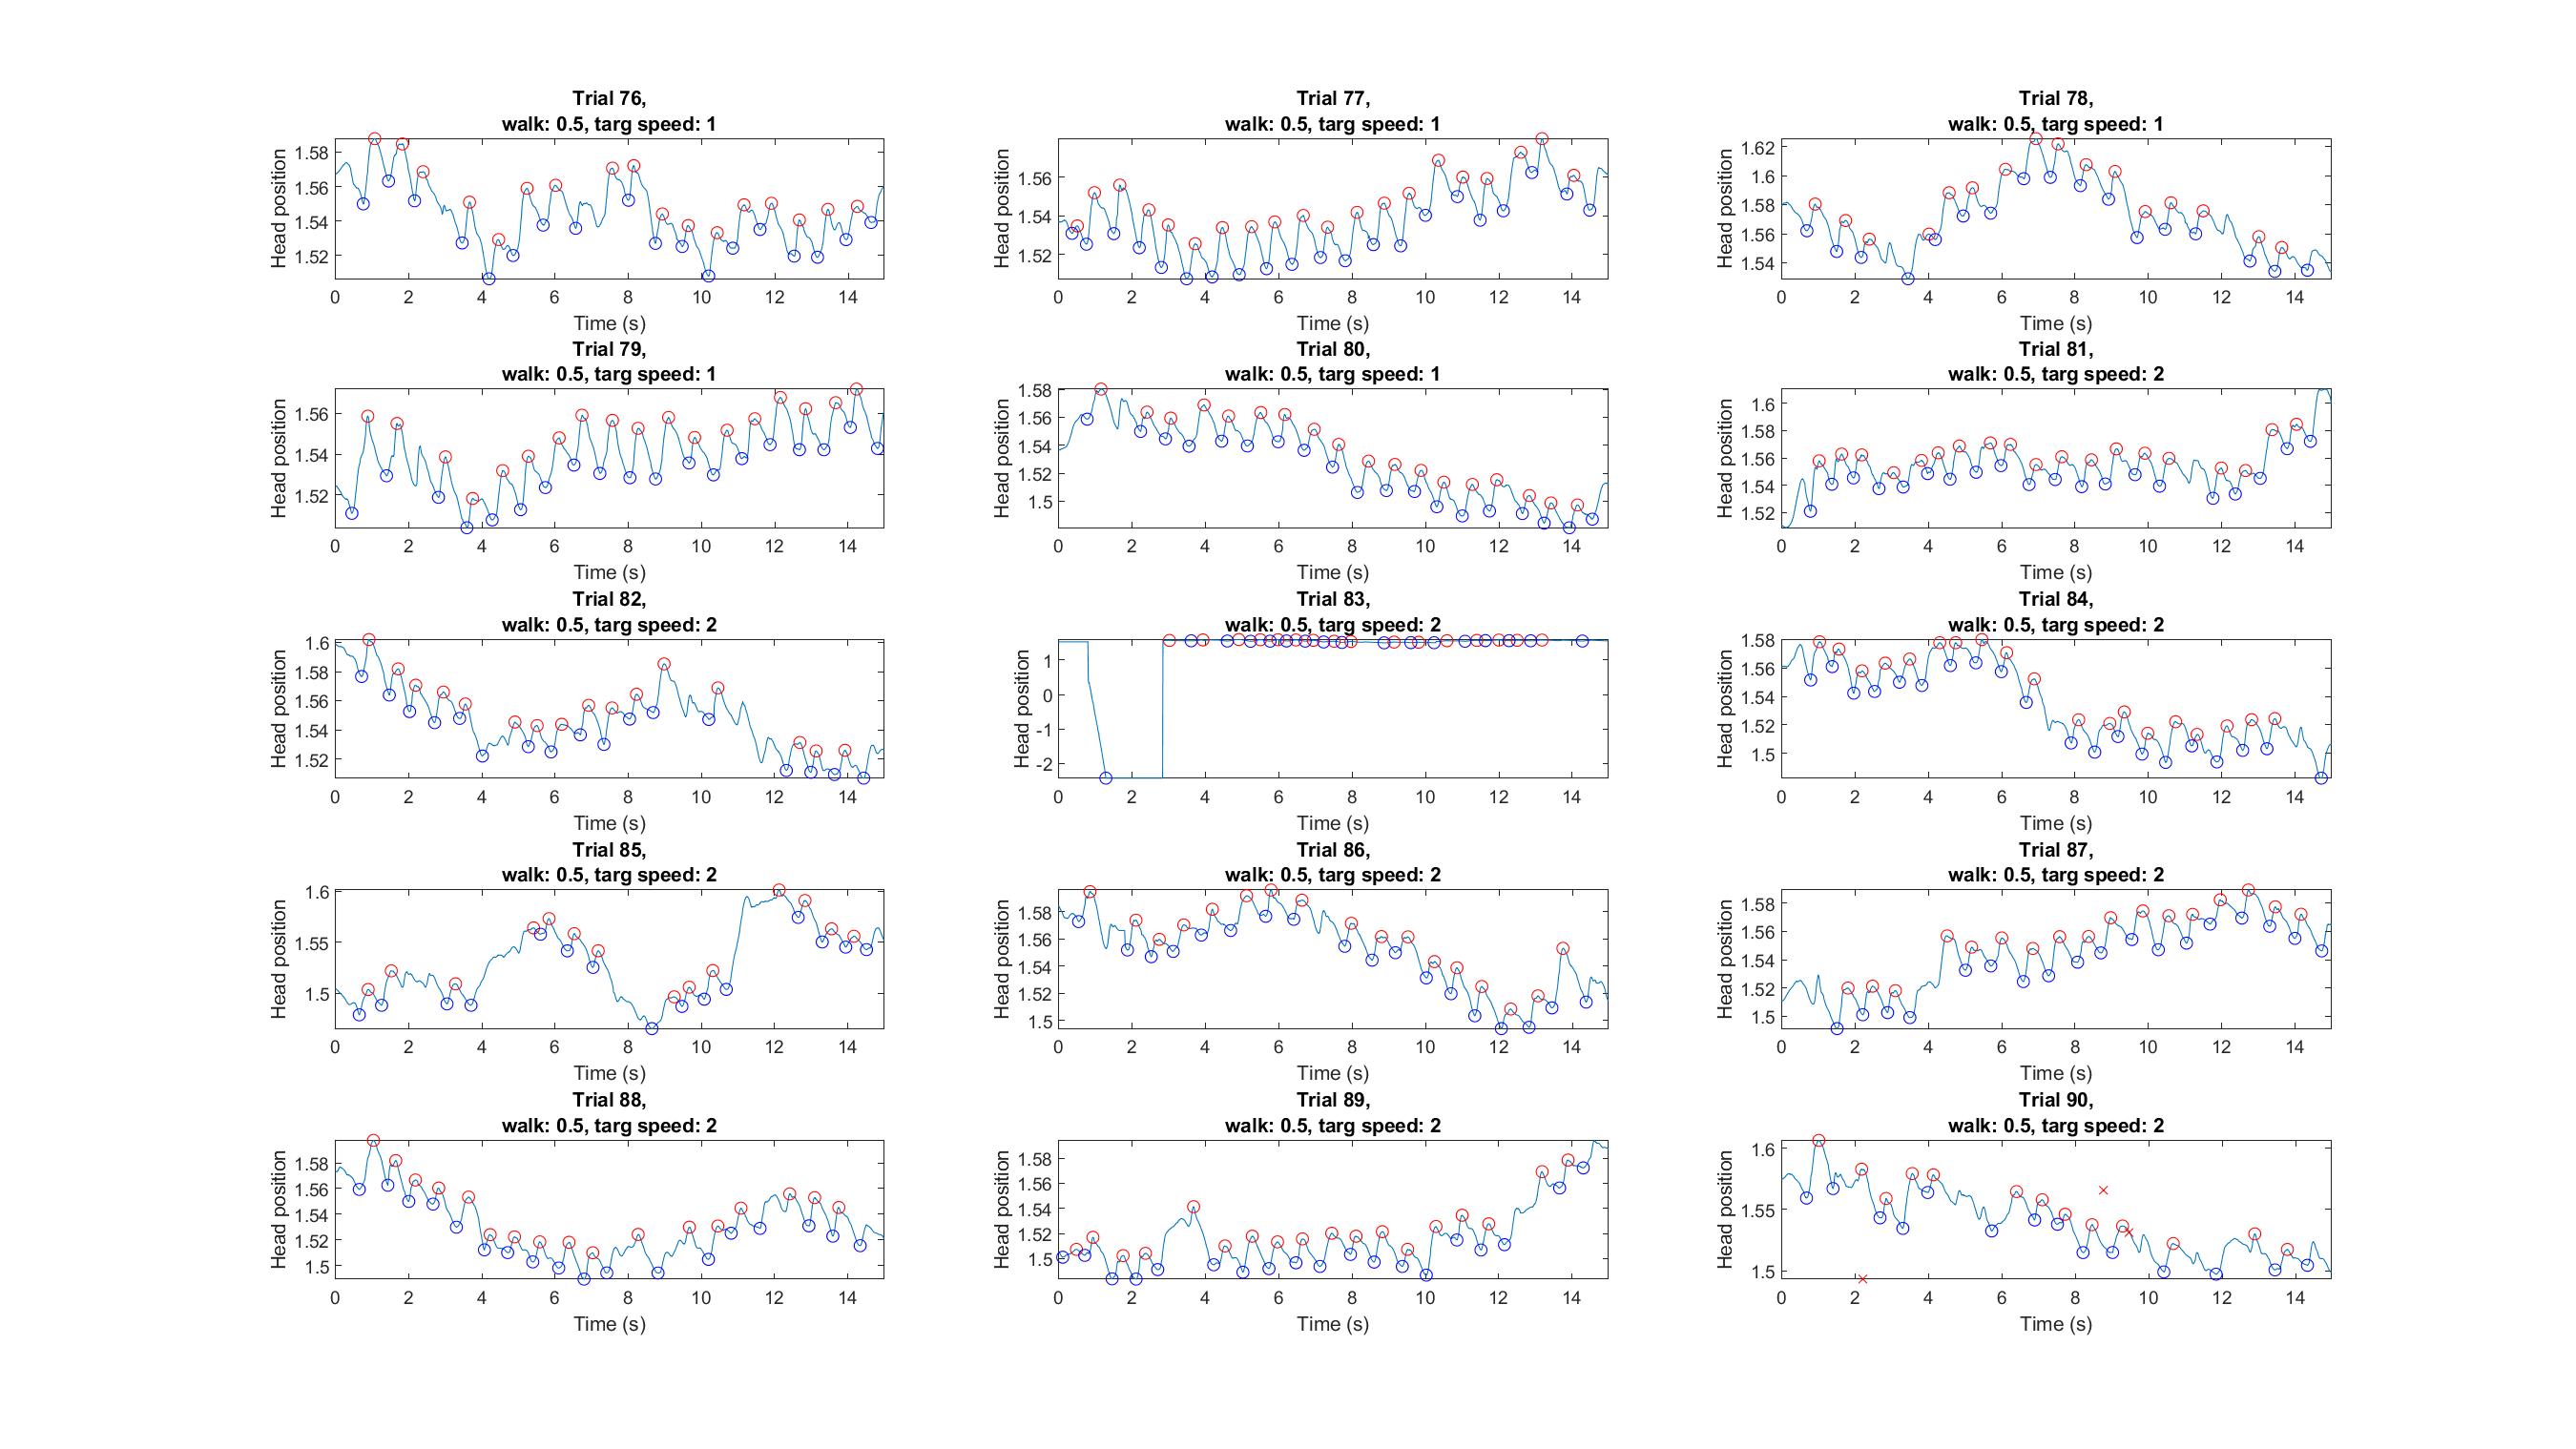 Trial 76,
walk: 0.5, targ speed: 1
Head position
1.58
1.56
1.54
1.52
0 2 4 6 8 10 12 14
Time (s)
Trial 77,
walk: 0.5, targ speed: 1
Head position
1.56
1.54
1.52
0 2 4 6 8 10 12 14
Time (s)
Trial 78,
walk: 0.5, targ speed: 1
Head position
1.62
1.6
1.58
1.56
1.54
0 2 4 6 8 10 12 14
Time (s)
Trial 79,
walk: 0.5, targ speed: 1
Head position
1.56
1.54
1.52
0 2 4 6 8 10 12 14
Time (s)
Trial 80,
walk: 0.5, targ speed: 1
Head position
1.58
1.56
1.54
1.52
1.5
0 2 4 6 8 10 12 14
Time (s)
Trial 81,
walk: 0.5, targ speed: 2
Head position
1.6
1.58
1.56
1.54
1.52
0 2 4 6 8 10 12 14
Time (s)
Trial 82,
walk: 0.5, targ speed: 2
Head position
1.6
1.58
1.56
1.54
1.52
0 2 4 6 8 10 12 14
Time (s)
Trial 83,
walk: 0.5, targ speed: 2
Head position
1
0
-1
-2
0 2 4 6 8 10 12 14
Time (s)
Trial 84,
walk: 0.5, targ speed: 2
Head position
1.58
1.56
1.54
1.52
1.5
0 2 4 6 8 10 12 14
Time (s)
Trial 85,
walk: 0.5, targ speed: 2
Head position
1.6
1.55
1.5
0 2 4 6 8 10 12 14
Time (s)
Trial 86,
walk: 0.5, targ speed: 2
Head position
1.58
1.56
1.54
1.52
1.5
0 2 4 6 8 10 12 14
Time (s)
Trial 87,
walk: 0.5, targ speed: 2
Head position
1.58
1.56
1.54
1.52
1.5
0 2 4 6 8 10 12 14
Time (s)
Trial 88,
walk: 0.5, targ speed: 2
Head position
1.58
1.56
1.54
1.52
1.5
0 2 4 6 8 10 12 14
Time (s)
Trial 89,
walk: 0.5, targ speed: 2
Head position
1.58
1.56
1.54
1.52
1.5
0 2 4 6 8 10 12 14
Time (s)
Trial 90,
walk: 0.5, targ speed: 2
Head position
1.6
1.55
1.5
0 2 4 6 8 10 12 14
Time (s)